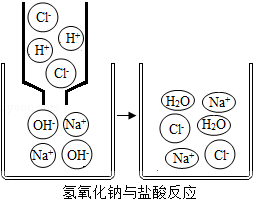 Cl-
H+
H+
Cl-
OH- Na+
Na+ OH-
H2O Na+
Cl- H2O
Na+ Cl-
氢氧化钠与盐酸反应